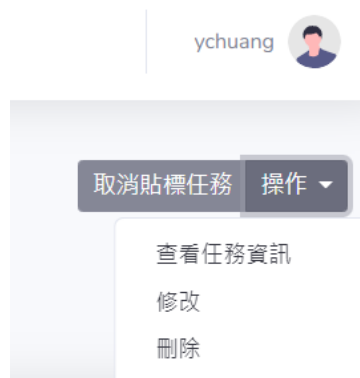 ychuang
取消貼標任務 操作
查看任務資訊
修改
刪除